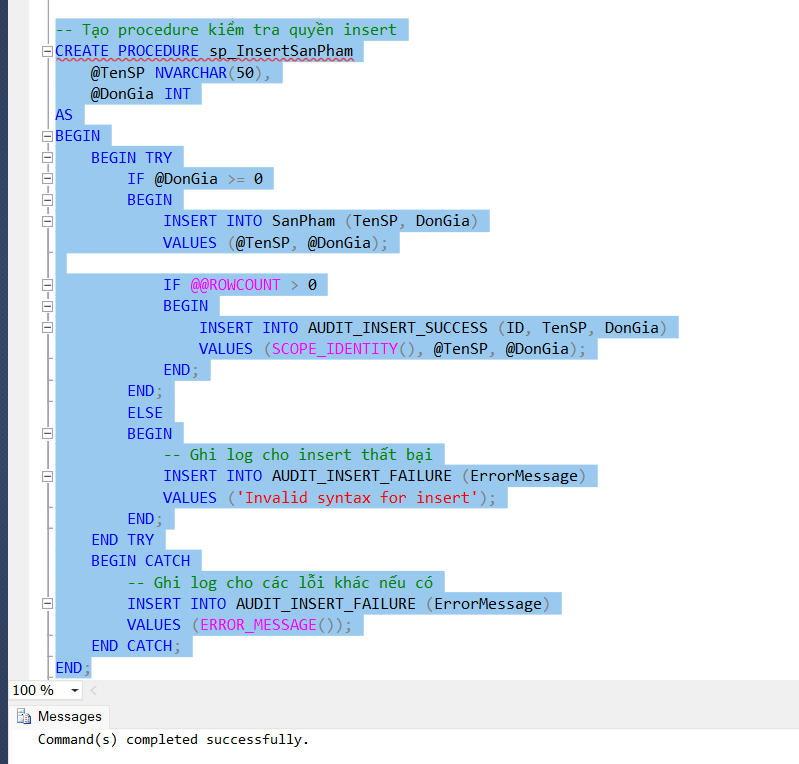 -- Tạo procedure kiểm tra quyền insert
CREATE PROCEDURE sp_InsertSanPham
    @TenSP NVARCHAR(50),
    @DonGia INT
AS
BEGIN
    BEGIN TRY
        IF @DonGia >= 0
        BEGIN
            INSERT INTO SanPham (TenSP, DonGia)
            VALUES (@TenSP, @DonGia);

            IF @@ROWCOUNT > 0
            BEGIN
                INSERT INTO AUDIT_INSERT_SUCCESS (ID, TenSP, DonGia)
                VALUES (SCOPE_IDENTITY(), @TenSP, @DonGia);
            END;
        END;
        ELSE
        BEGIN
            -- Ghi log cho insert thất bại
            INSERT INTO AUDIT_INSERT_FAILURE (ErrorMessage)
            VALUES ('Invalid syntax for insert');
        END;
    END TRY
    BEGIN CATCH
        -- Ghi log cho các lỗi khác nếu có
        INSERT INTO AUDIT_INSERT_FAILURE (ErrorMessage)
        VALUES (ERROR_MESSAGE());
    END CATCH;
END;
100 %
Messages
Command(s) completed successfully.